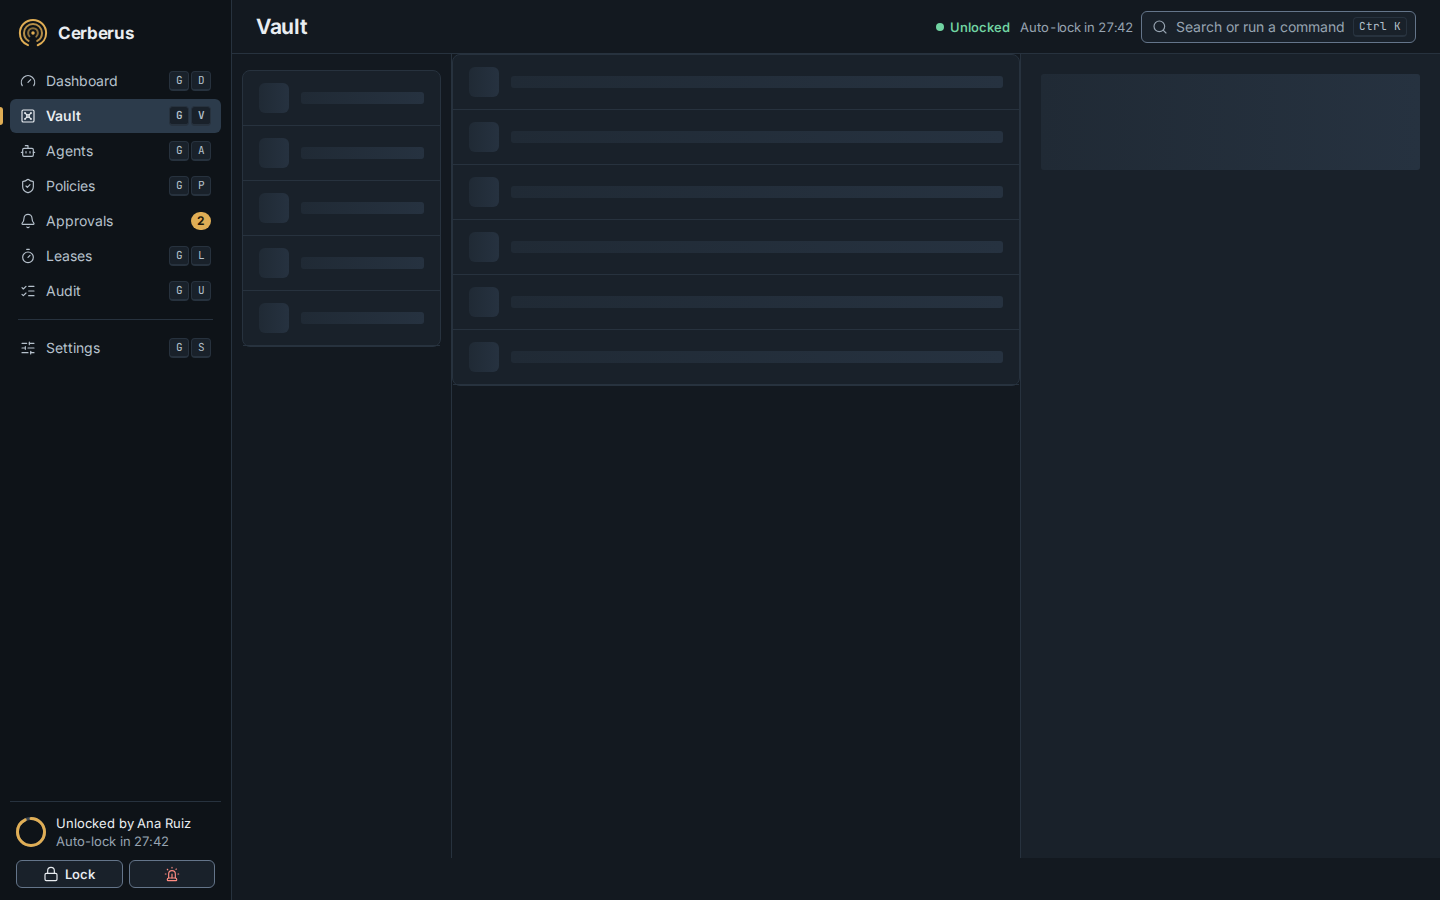 Cerberus
Dashboard G D
Vault G V
Agents G A
Policies G P
Approvals 2
Leases G L
Audit G U
Settings G S
Unlocked by Ana Ruiz
Auto-lock in 27:42
Lock
Vault
Unlocked Auto-lock in 27:42
Search or run a command Ctrl K